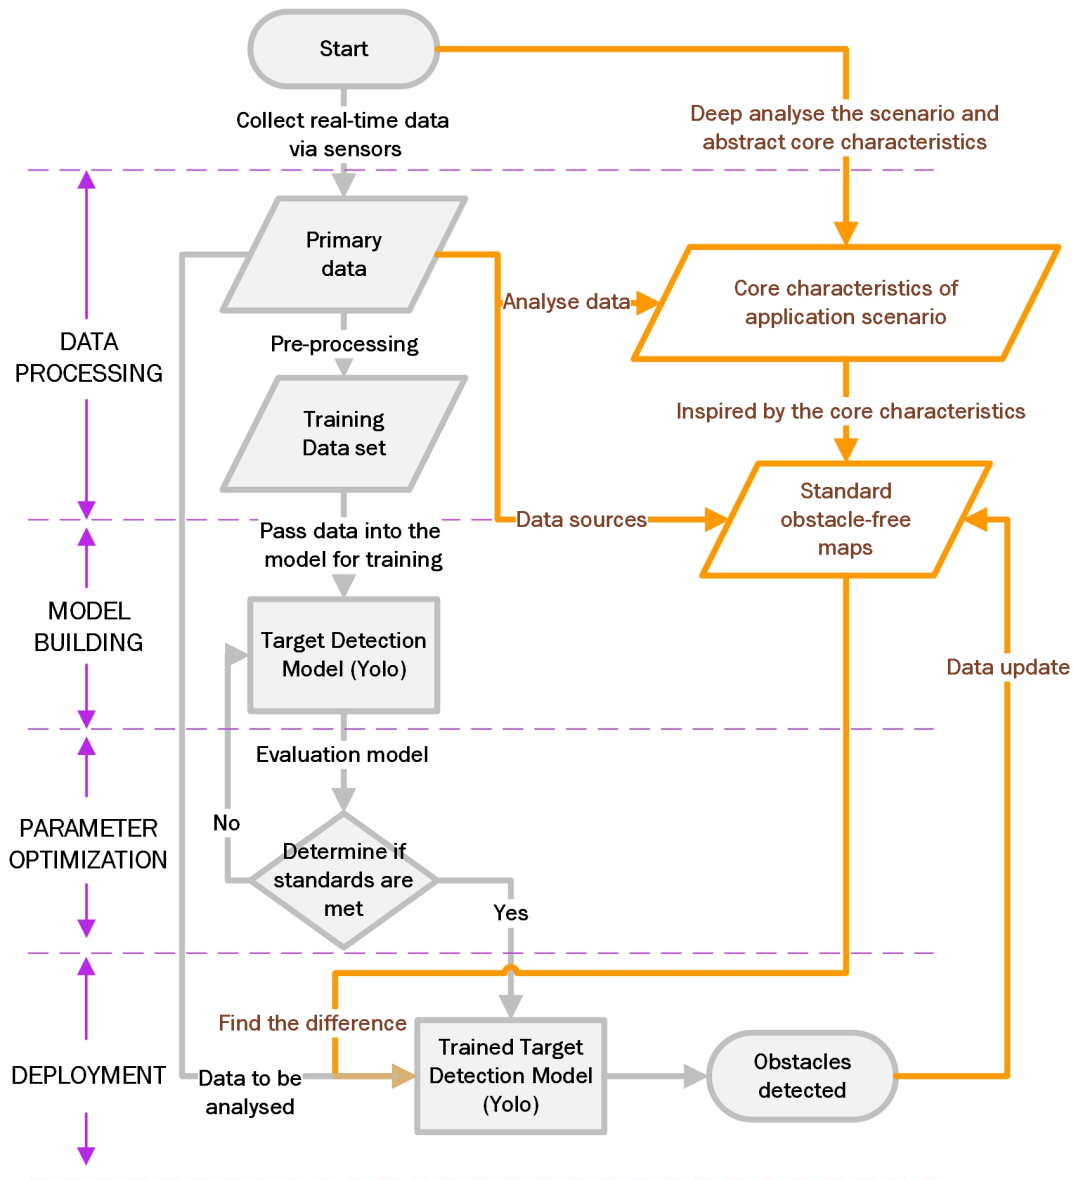 Start
Collect real-time data
via sensors
Deep analyse the scenario and
abstract core characteristics
Primary
data
Analyse data
Core characteristics of
application scenario
DATA
PROCESSING
Pre-processing
Training
Data set
Inspired by the core characteristics
Standard
obstacle-free
maps
Data sources
Pass data into the
model for training
MODEL
BUILDING
Target Detection
Model (Yolo)
Data update
Evaluation model
PARAMETER
OPTIMIZATION
No
Determine if
standards are
met
Yes
Find the difference
DEPLOYMENT
Data to be
analysed
Trained Target
Detection Model
(Yolo)
Obstacles
detected